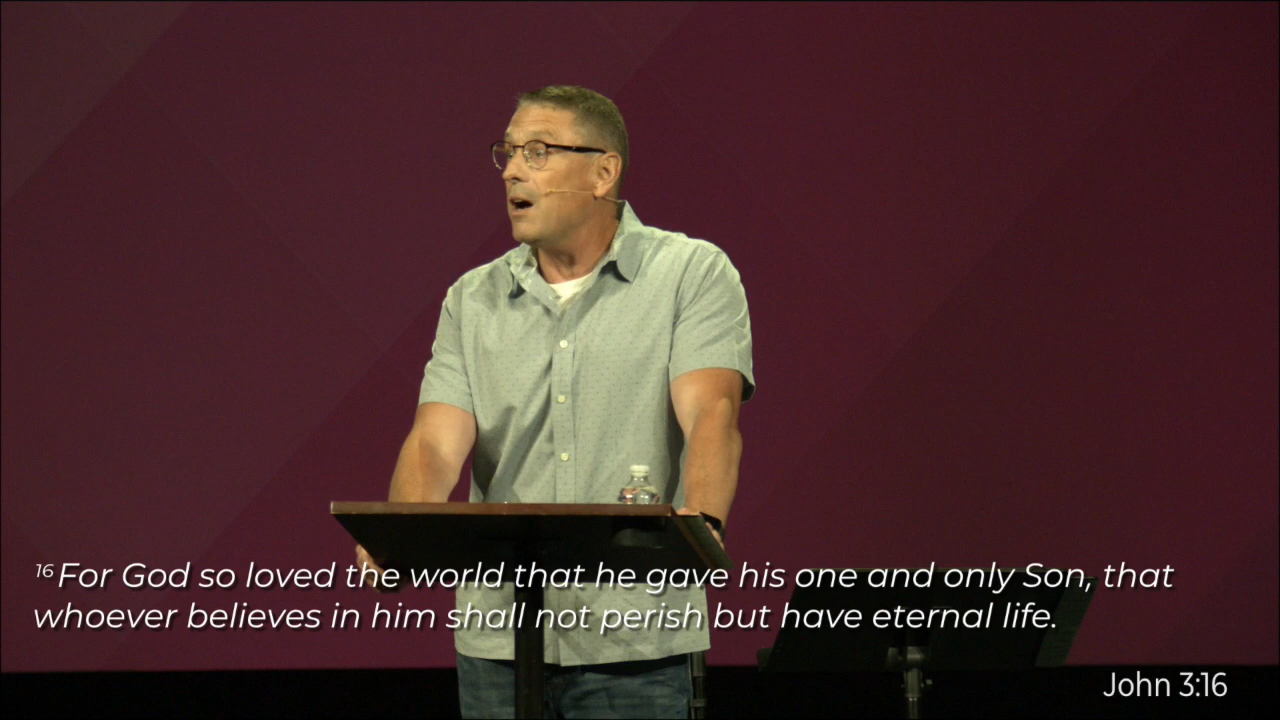 16 For God so loved the world that he gave his one and only Son, that
whoever believes in him shall not perish but have eternal life.
John 3:16